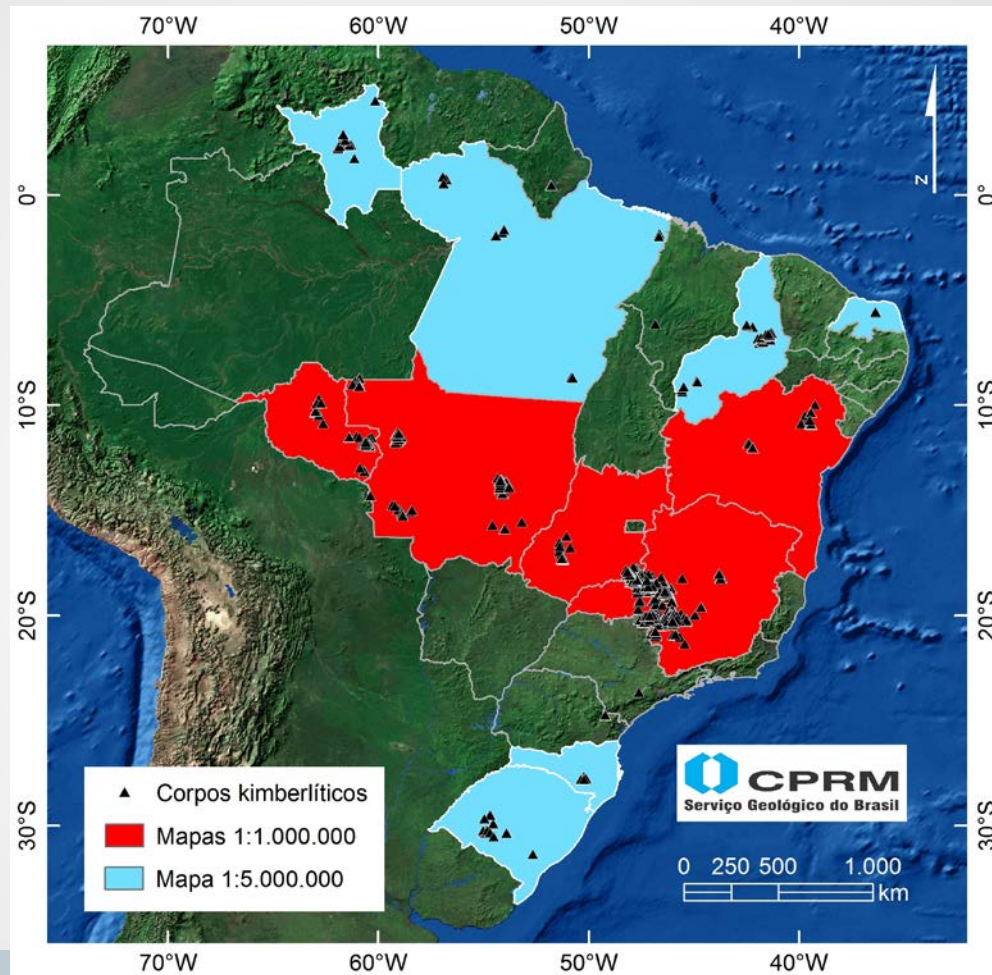 70°W 60°W 50°W 40°W
0° 0°
10°S 10°S
20°S 20°S
30°S 30°S
N
Corpos kimberlíticos
Mapas 1:1.000.000
Mapa 1:5.000.000
CPRM
Serviço Geológico do Brasil
0 250 500 1.000
km
70°W 60°W 50°W 40°W